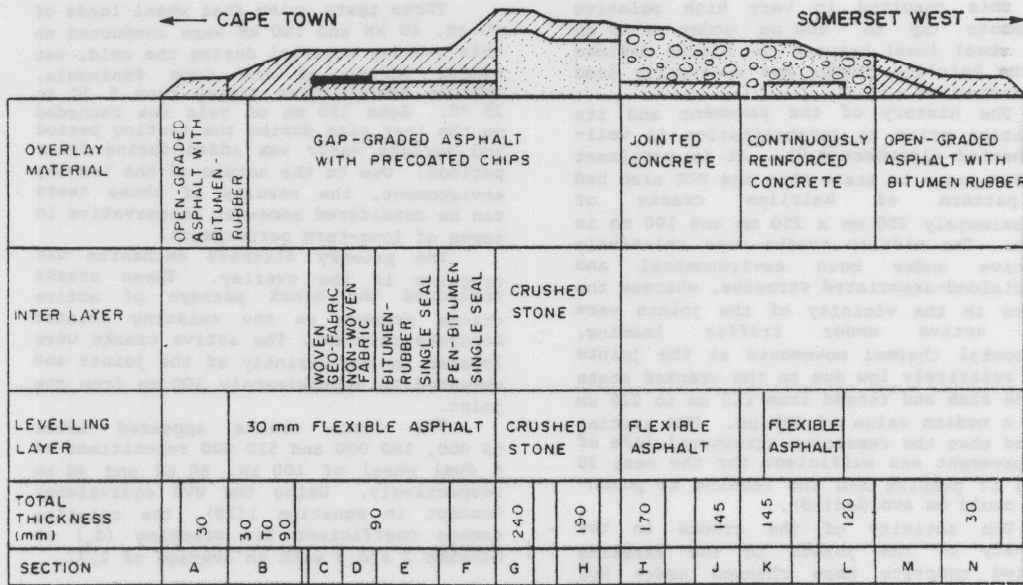 CAPE TOWN
SOMERSET WEST
OVERLAY
MATERIAL
OPEN-GRADED
ASPHALT WITH-
BITUMEN-
RUBBER
GAP-GRADED ASPHALT
WITH PRECOATED CHIPS
JOINTED
CONCRETE
CONTINUOUSLY
REINFORCED
CONCRETE
OPEN-GRADED
ASPHALT WITH
BITUMEN RUBBER
INTER LAYER
WOVEN
GEO-FABRIC
NON-WOVEN
FABRIC
BITUMEN-
RUBBER
SINGLE SEAL
PEN-BITUMEN
SINGLE SEAL
CRUSHED
STONE
LEVELLING
LAYER
30 mm FLEXIBLE ASPHALT
CRUSHED
STONE
FLEXIBLE
ASPHALT
FLEXIBLE
ASPHALT
TOTAL
THICKNESS
(mm)
30
30
70
90
90
240
190
170
145
145
120
70
30
SECTION
A
B
C
D
E
F
G
H
I
J
K
L
M
N